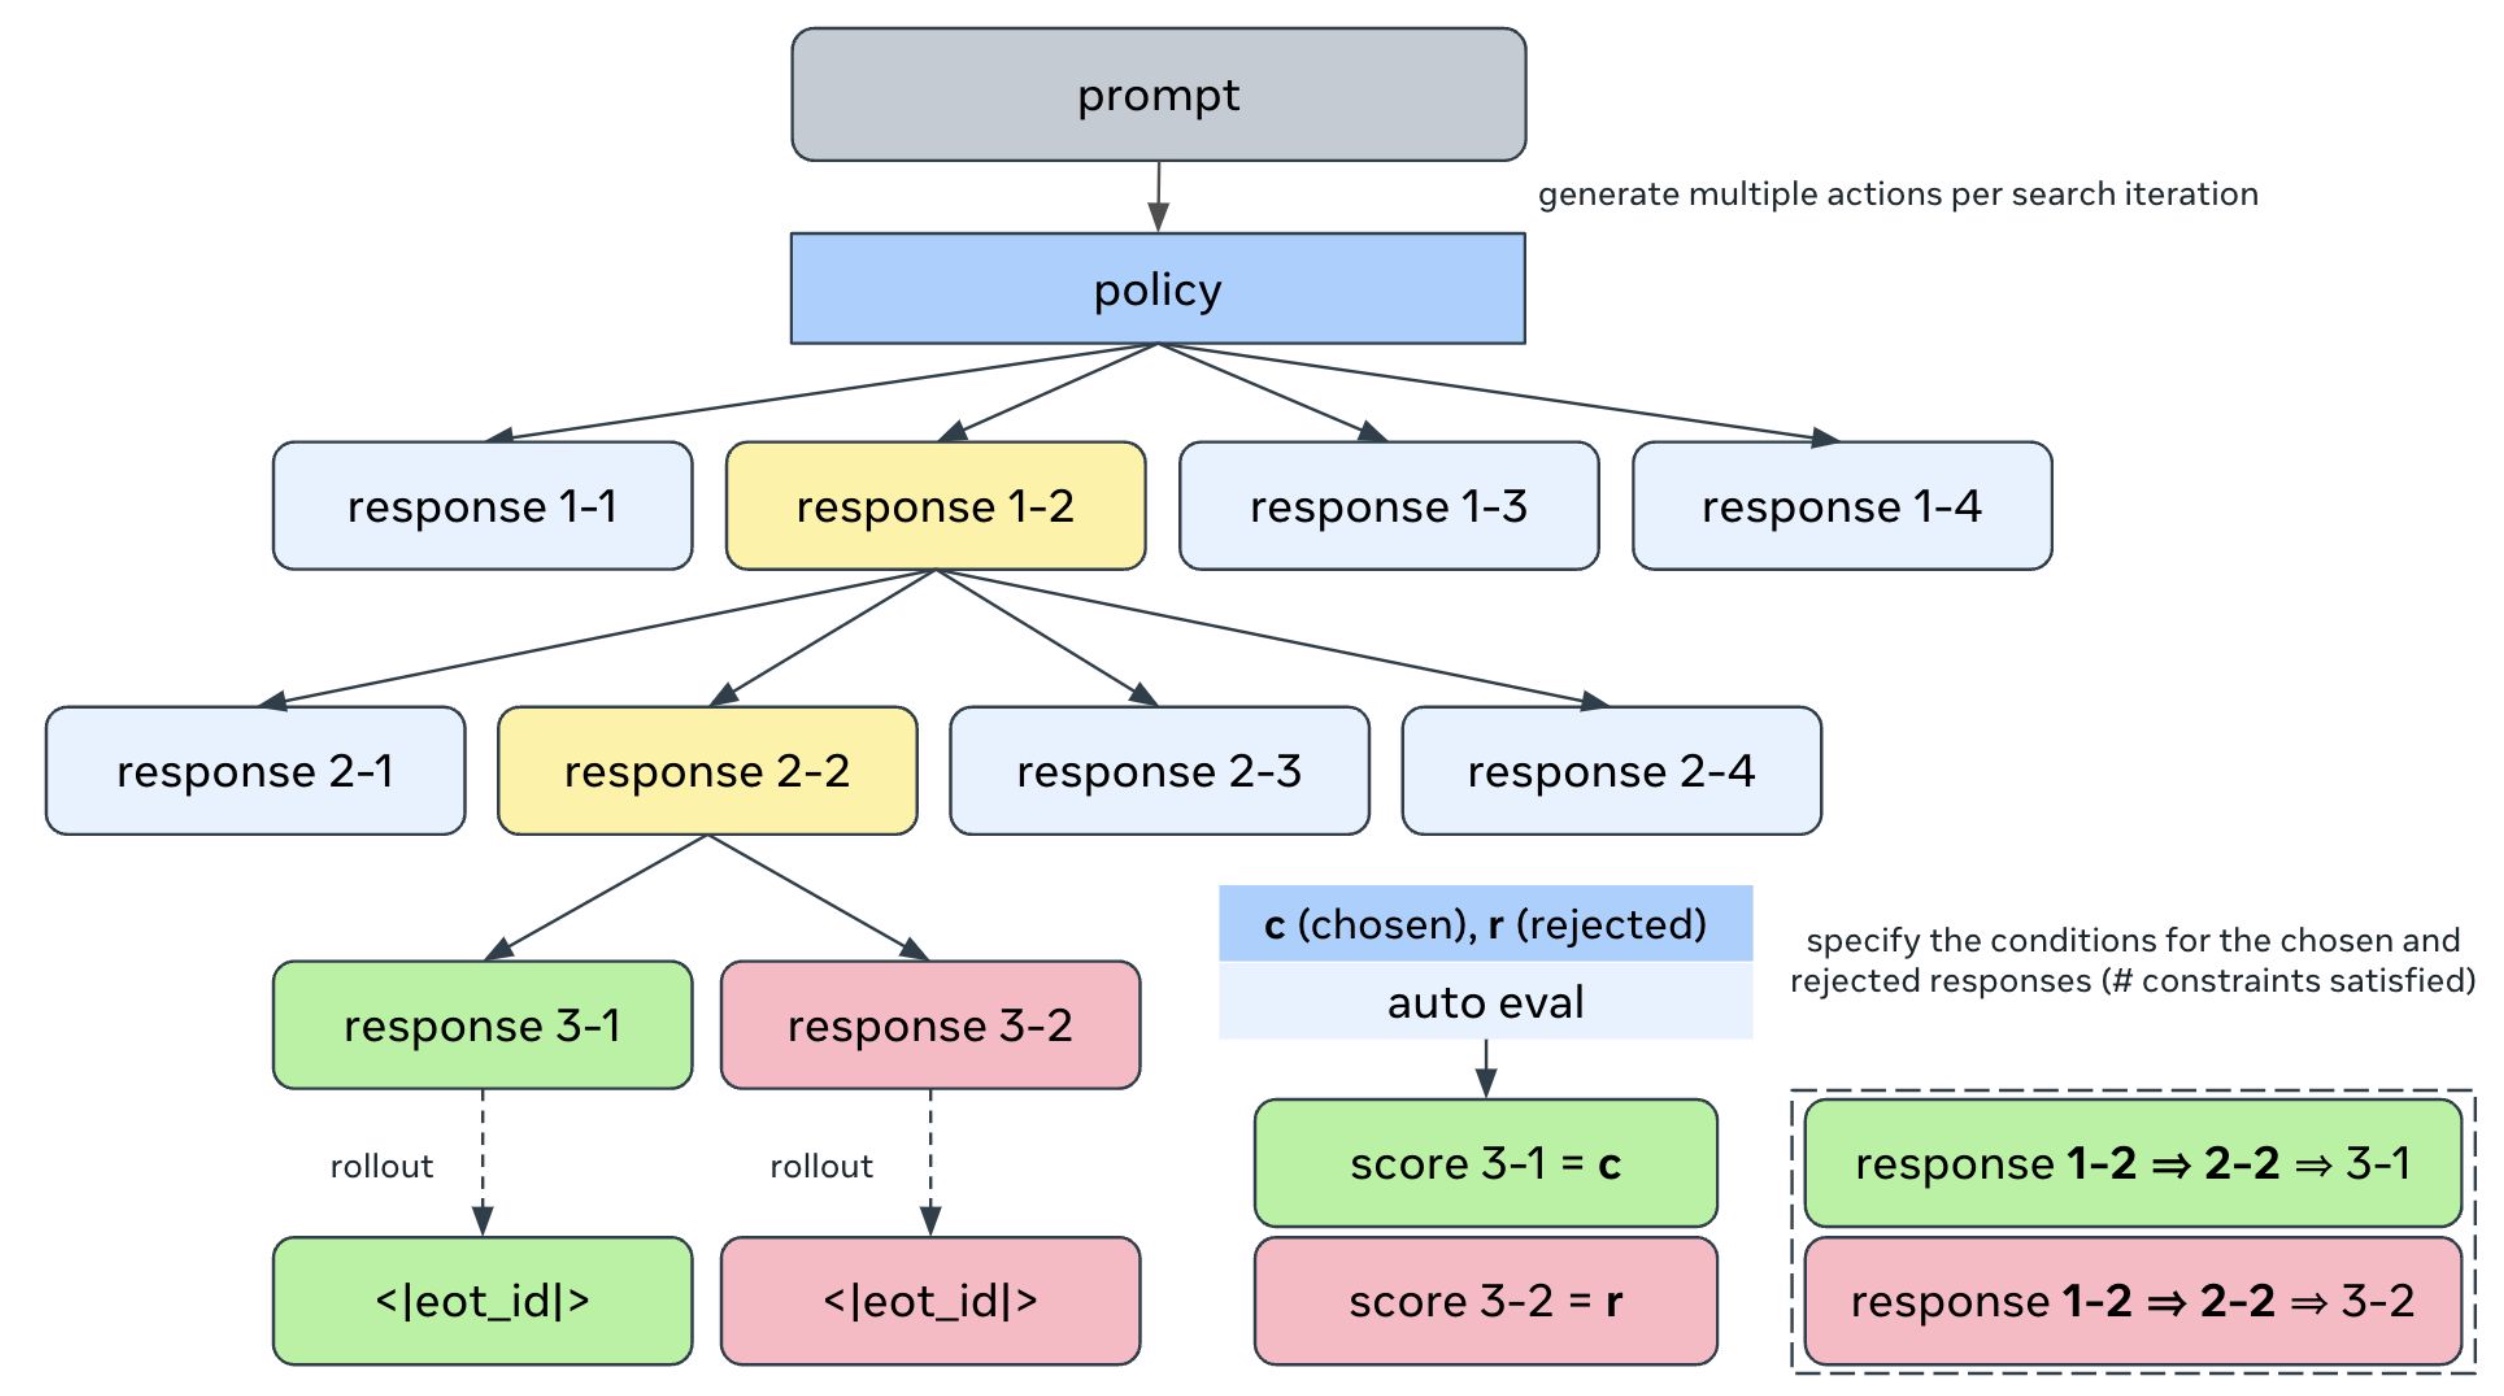 prompt
generate multiple actions per search iteration
policy
response 1-1
response 1-2
response 1-3
response 1-4
response 2-1
response 2-2
response 2-3
response 2-4
c (chosen), r (rejected)
auto eval
specify the conditions for the chosen and
rejected responses (# constraints satisfied)
response 3-1
response 3-2
rollout
rollout
score 3-1 = c
response 1-2 ⇒ 2-2 ⇒ 3-1
<|eot_id|>
<|eot_id|>
score 3-2 = r
response 1-2 ⇒ 2-2 ⇒ 3-2